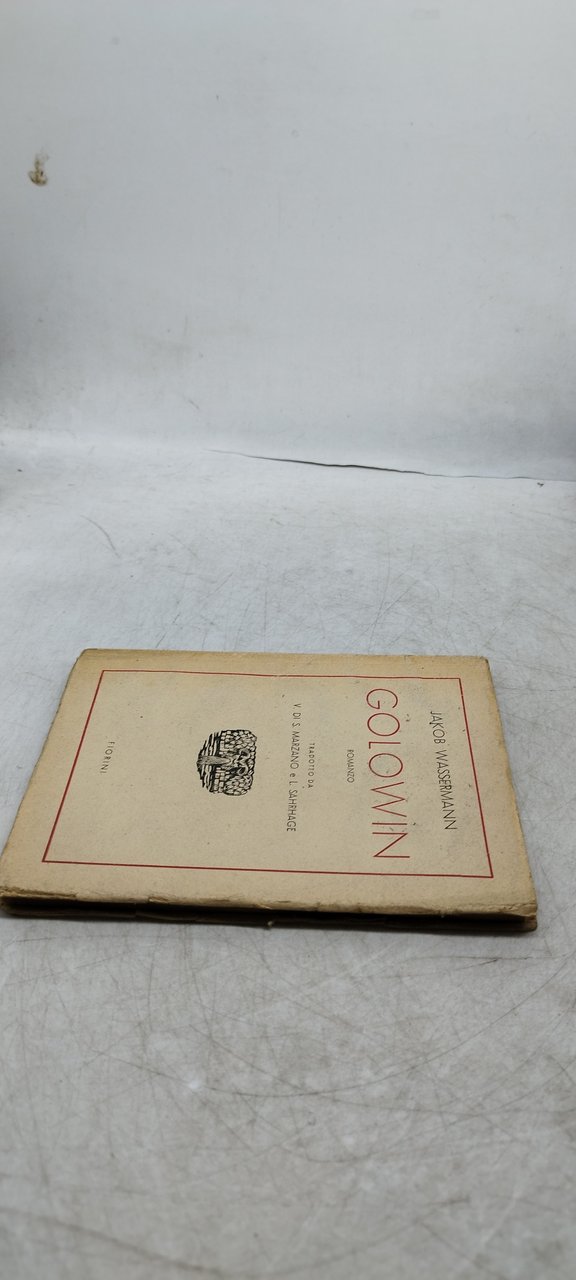 JAKOB WASSERMANN
GOLOWIN
ROMANZO
TRADOTTO DA
V. DI S. MARZANO e L. SAHRHAGE
FIORINI